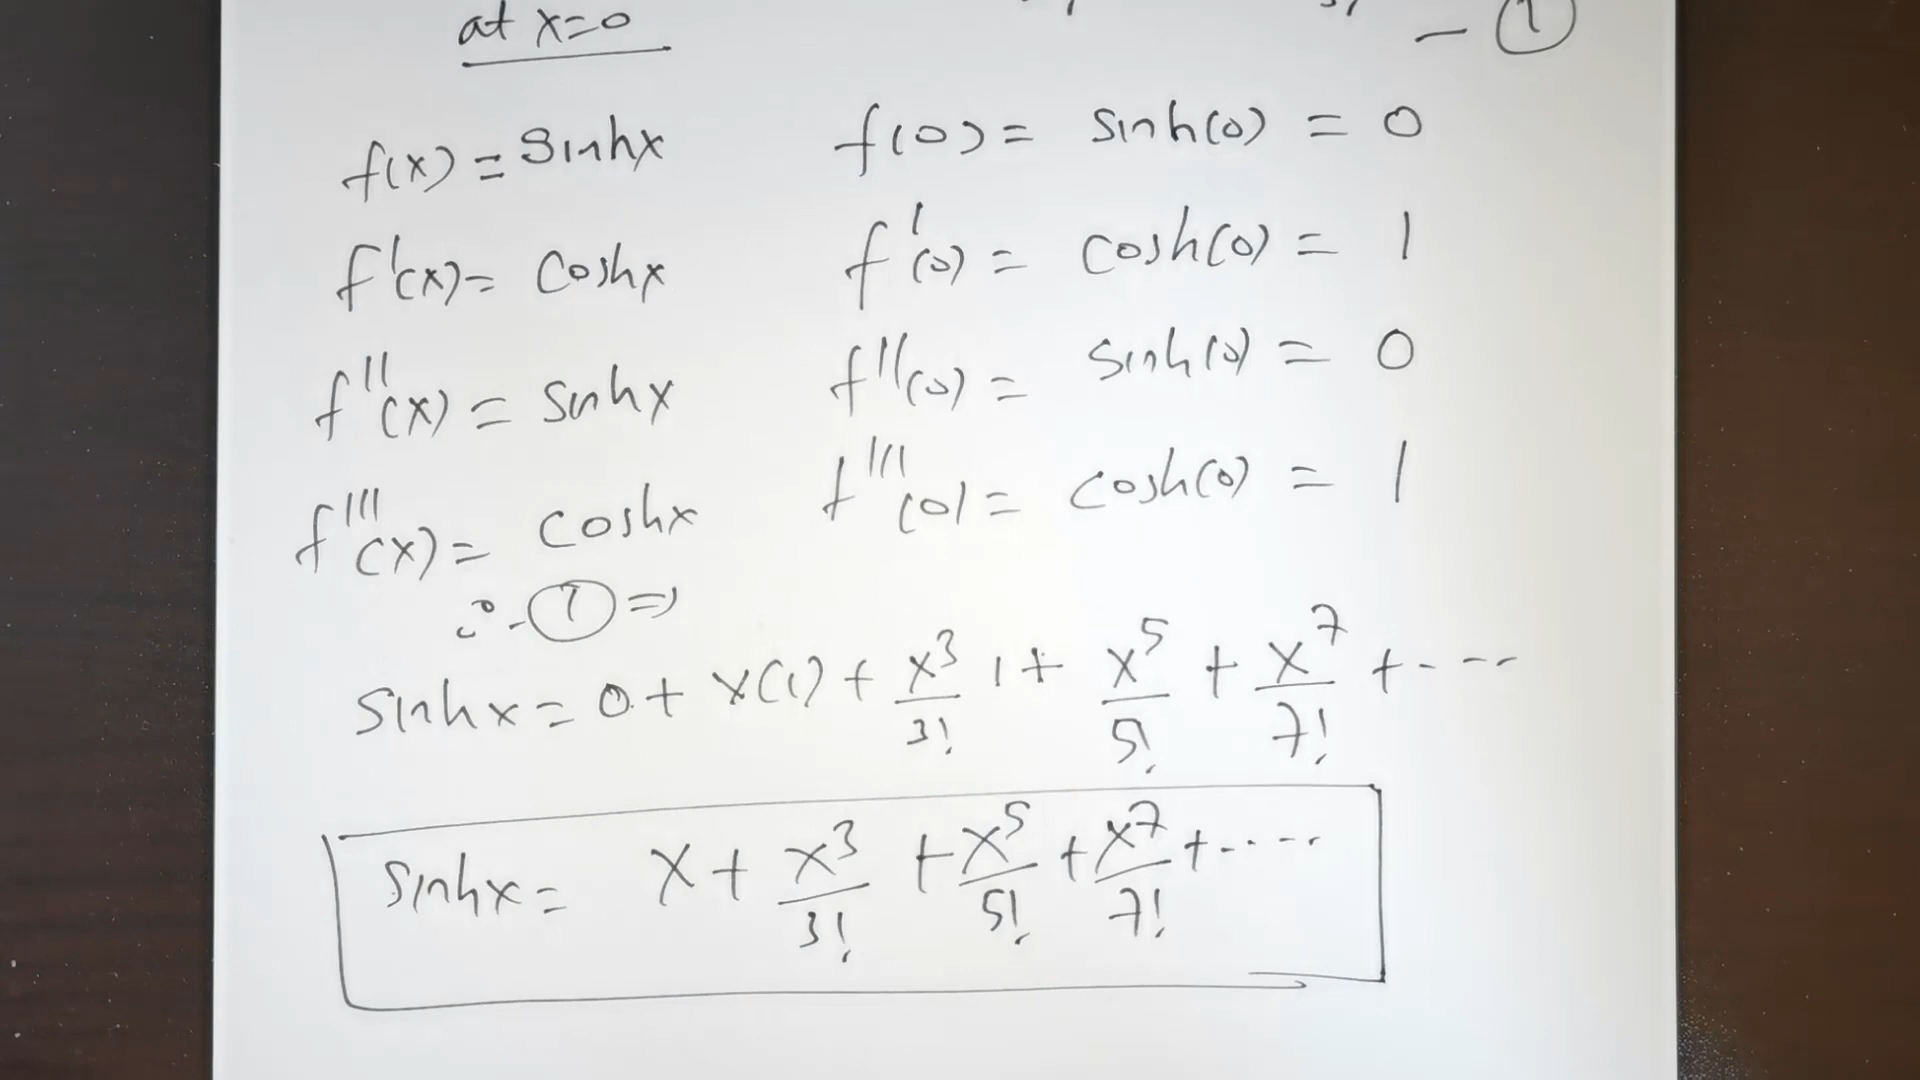 at x=0 - ①
f(x) = Sinhx f(0) = sinh(0) = 0
f'(x) = Coshx f'(0) = cosh(0) = 1
f''(x) = sinhx f''(0) = sinh(0) = 0
f'''(x) = coshx f'''(0) = cosh(0) = 1
∴ ① ⇒
sinhx = 0 + x(1) + x³/3! 1 + x⁵/5! + x⁷/7! + ----
sinhx = x + x³/3! + x⁵/5! + x⁷/7! + ....